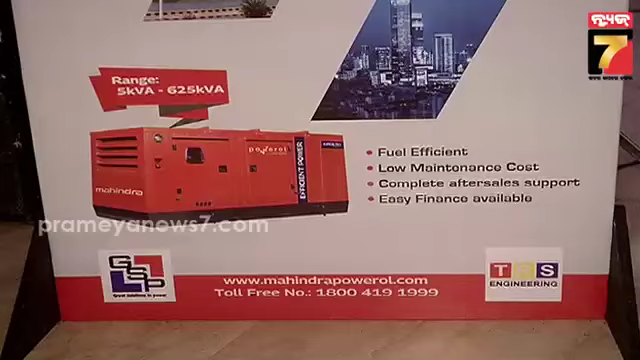 ନ୍ୟୁଜ୍
7
Range:
5kVA - 625kVA
powerol
mahindra
EFFICIENT POWER
Fuel Efficient
Low Maintenance Cost
Complete aftersales support
Easy Finance available
prameyanews7.com
GSP
TRS
ENGINEERING
www.mahindrapowerol.com
Toll Free No.: 1800 419 1999